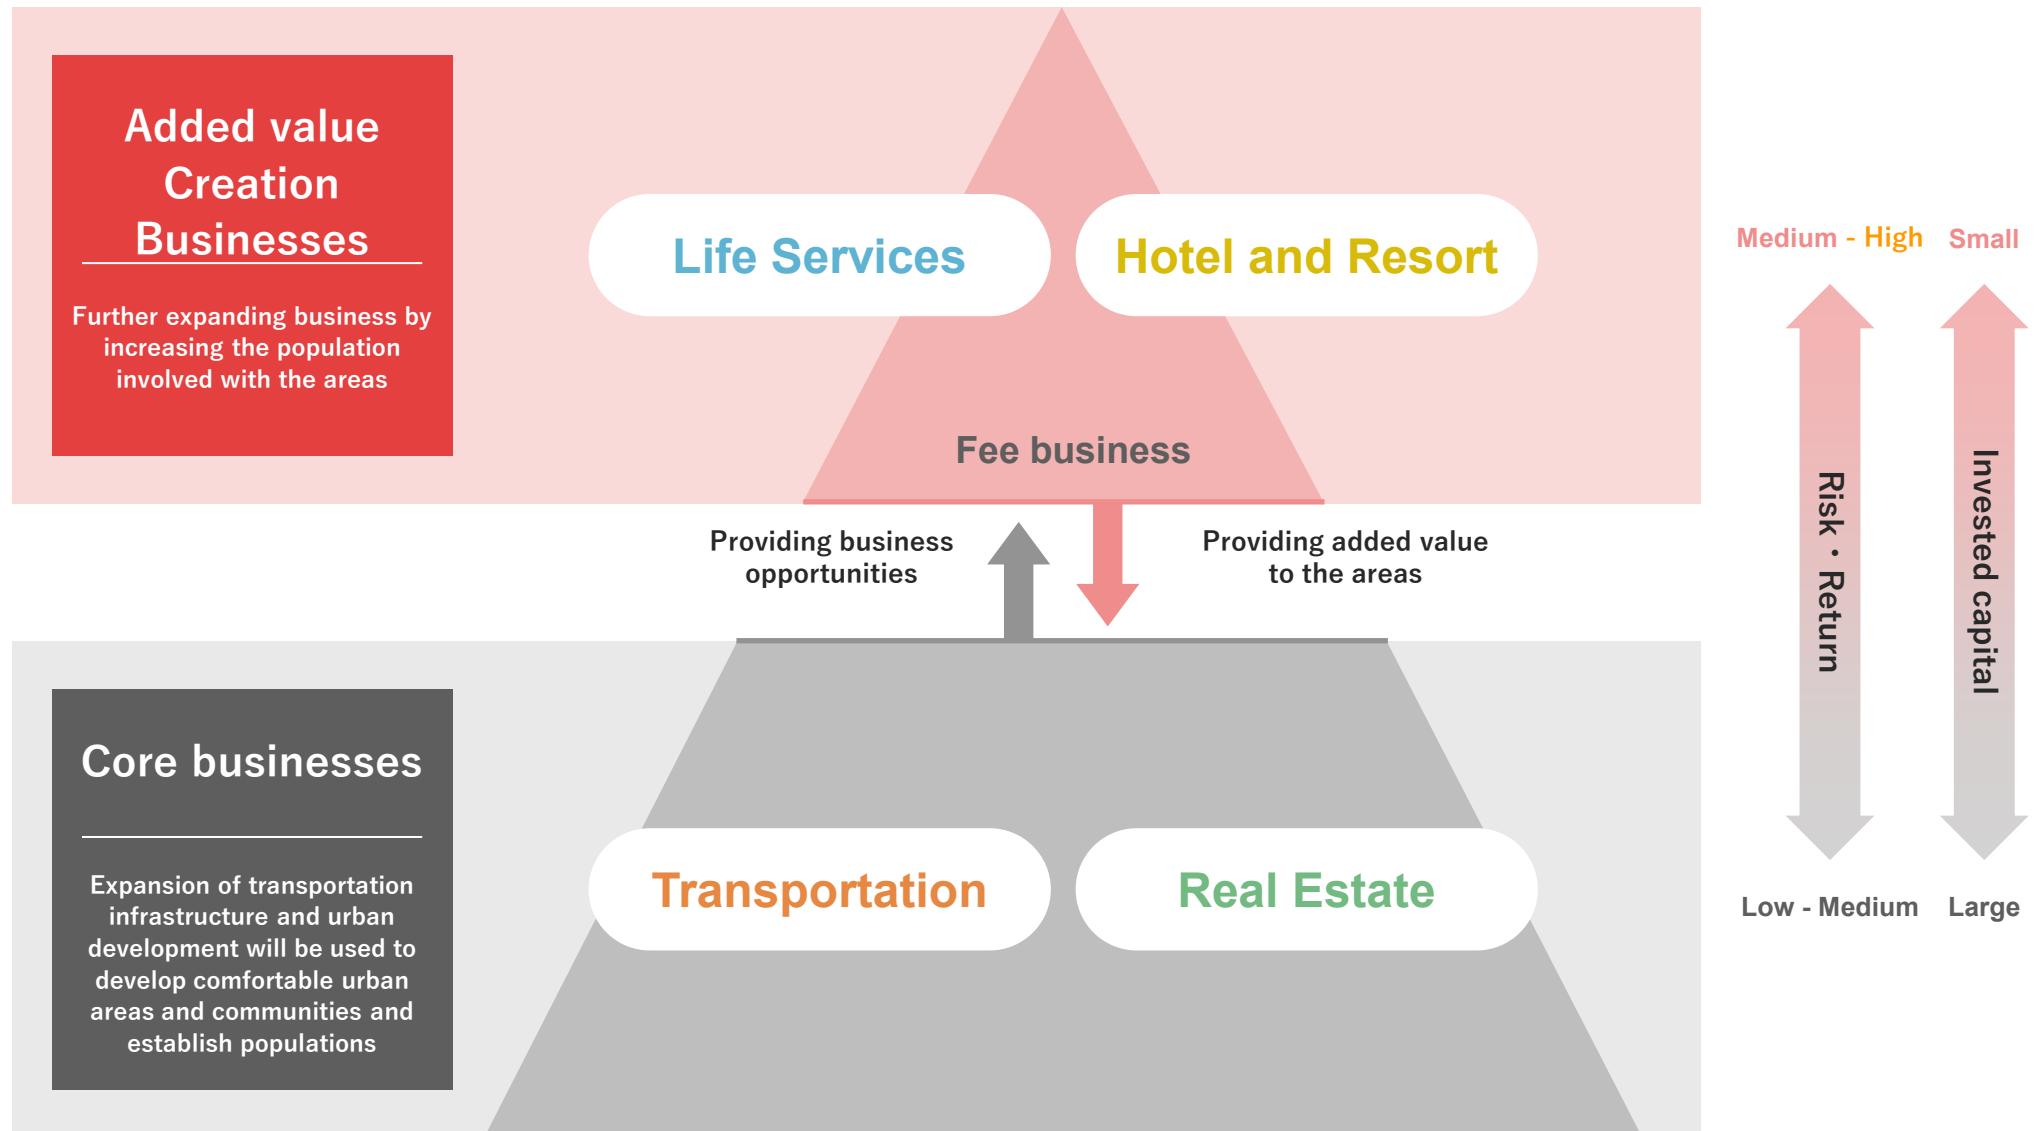 Added value
Creation
Businesses
Further expanding business by
increasing the population
involved with the areas
Life Services
Hotel and Resort
Fee business
Providing business
opportunities
Providing added value
to the areas
Core businesses
Expansion of transportation
infrastructure and urban
development will be used to
develop comfortable urban
areas and communities and
establish populations
Transportation
Real Estate
Medium - High
Small
Risk・Return
Invested capital
Low - Medium
Large